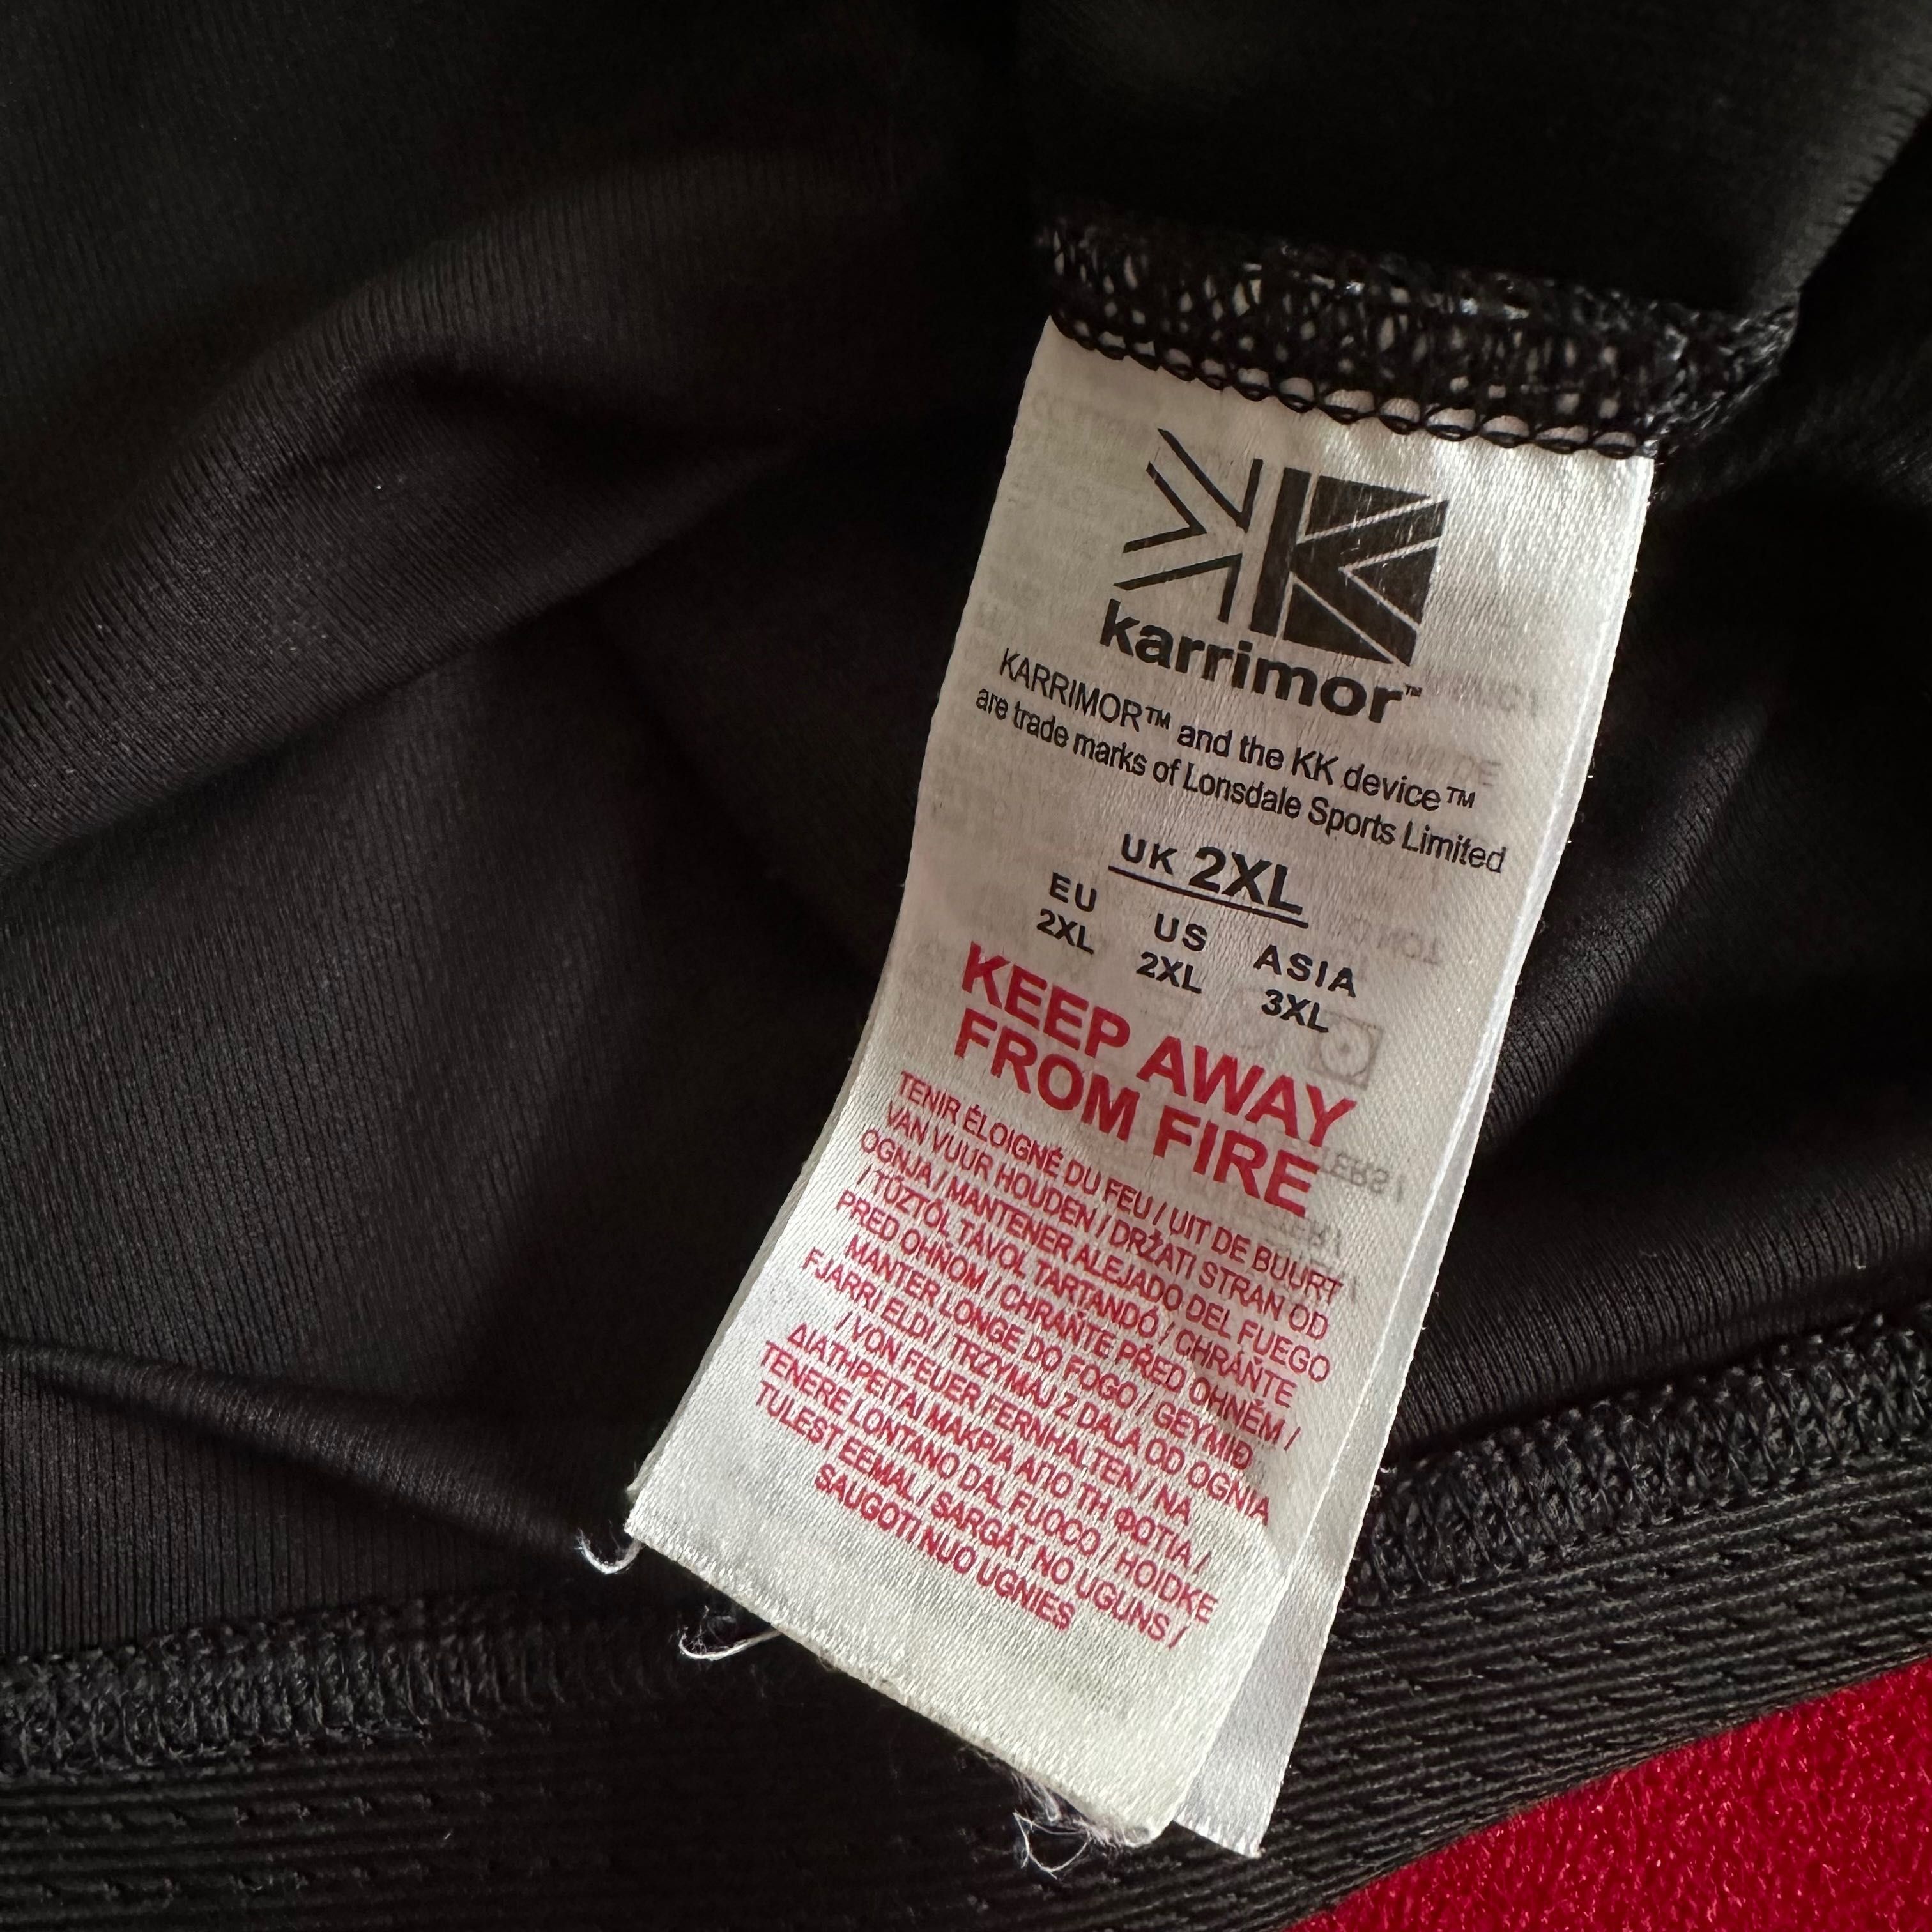 karrimor™
KARRIMOR™ and the KK device™
are trade marks of Lonsdale Sports Limited
UK 2XL
EU US ASIA
2XL 2XL 3XL
KEEP AWAY
FROM FIRE
TENIR ÉLOIGNÉ DU FEU / UIT DE BUURT
VAN VUUR HOUDEN / DRŽATI STRAN OD
OGNJA / MANTENER ALEJADO DEL FUEGO
/ TŰZTŐL TÁVOL TARTANDÓ / CHRÁŇTE
PRED OHŇOM / CHRAŇTE PŘED OHNĚM /
MANTER LONGE DO FOGO / GEYMIÐ
FJARRI ELDI / TRZYMAJ Z DALA OD OGNIA
/ VON FEUER FERNHALTEN / ΝΑ
ΔΙΑΤΗΡΕΙΤΑΙ ΜΑΚΡΙΑ ΑΠΟ ΤΗ ΦΩΤΙΑ /
TENERE LONTANO DAL FUOCO / HOIDKE
TULEST EEMAL / SARGĀT NO UGUNS /
SAUGOTI NUO UGNIES